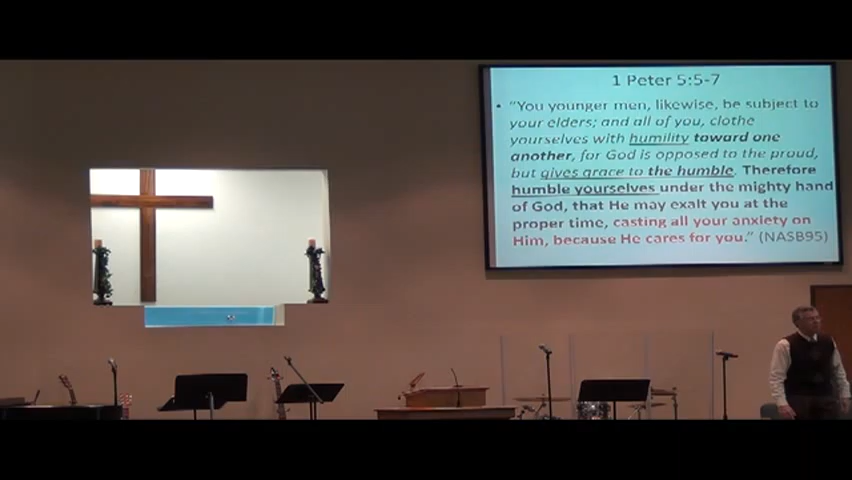 1 Peter 5:5-7
• “You younger men, likewise, be subject to
your elders; and all of you, clothe
yourselves with humility toward one
another, for God is opposed to the proud,
but gives grace to the humble. Therefore
humble yourselves under the mighty hand
of God, that He may exalt you at the
proper time, casting all your anxiety on
Him, because He cares for you.” (NASB95)